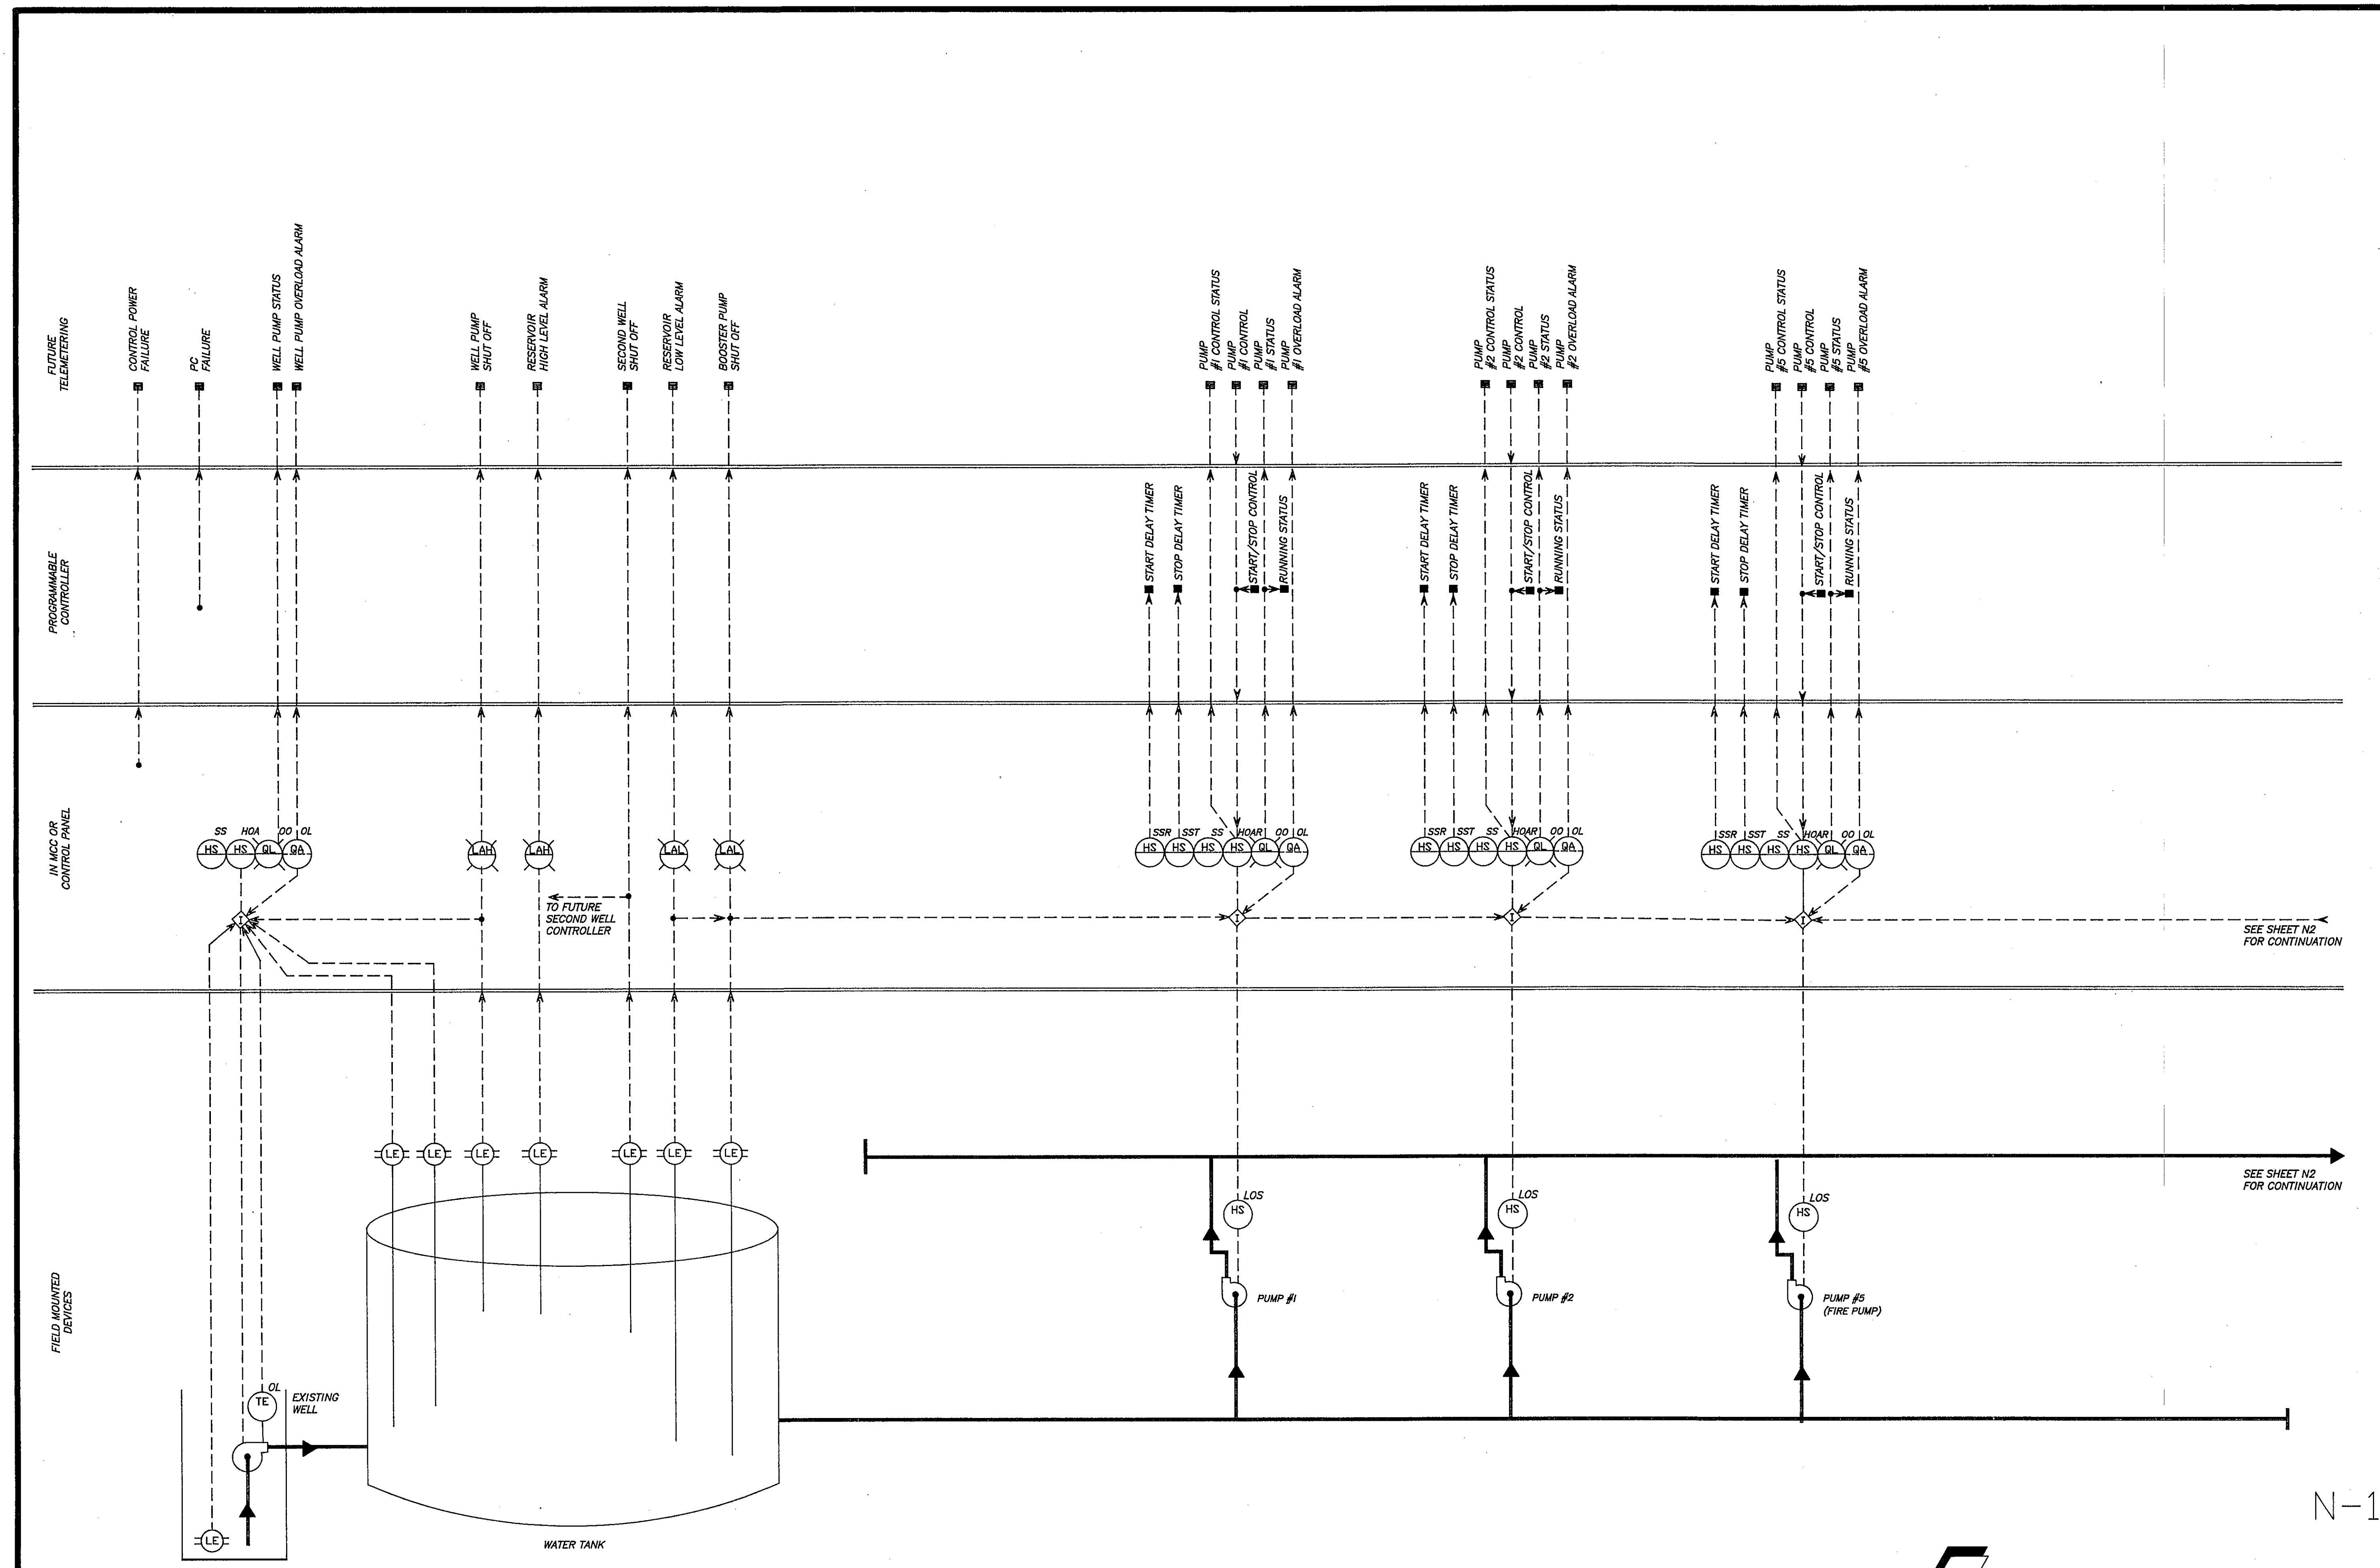 FUTURE
TELEMETERING
CONTROL POWER
FAILURE
PC
FAILURE
WELL PUMP STATUS
WELL PUMP OVERLOAD ALARM
WELL PUMP
SHUT OFF
RESERVOIR
HIGH LEVEL ALARM
SECOND WELL
SHUT OFF
RESERVOIR
LOW LEVEL ALARM
BOOSTER PUMP
SHUT OFF
PUMP
#1 CONTROL STATUS
PUMP
#1 CONTROL
PUMP
#1 STATUS
PUMP
#1 OVERLOAD ALARM
PUMP
#2 CONTROL STATUS
PUMP
#2 CONTROL
PUMP
#2 STATUS
PUMP
#2 OVERLOAD ALARM
PUMP
#5 CONTROL STATUS
PUMP
#5 CONTROL
PUMP
#5 STATUS
PUMP
#5 OVERLOAD ALARM
PROGRAMMABLE
CONTROLLER
START DELAY TIMER
STOP DELAY TIMER
START/STOP CONTROL
RUNNING STATUS
START DELAY TIMER
STOP DELAY TIMER
START/STOP CONTROL
RUNNING STATUS
START DELAY TIMER
STOP DELAY TIMER
START/STOP CONTROL
RUNNING STATUS
IN MCC OR
CONTROL PANEL
SS HOA OO OL
HS HS QL QA
LAH
LAH
LAL
LAL
SSR SST SS HOAR OO OL
HS HS HS HS QL QA
SSR SST SS HOAR OO OL
HS HS HS HS QL QA
SSR SST SS HOAR OO OL
HS HS HS HS QL QA
I
I
I
I
TO FUTURE
SECOND WELL
CONTROLLER
SEE SHEET N2
FOR CONTINUATION
FIELD MOUNTED
DEVICES
LE LE LE LE LE LE LE
SEE SHEET N2
FOR CONTINUATION
LOS
HS
LOS
HS
LOS
HS
PUMP #1
PUMP #2
PUMP #5
(FIRE PUMP)
OL
TE
EXISTING
WELL
LE
WATER TANK
N-1